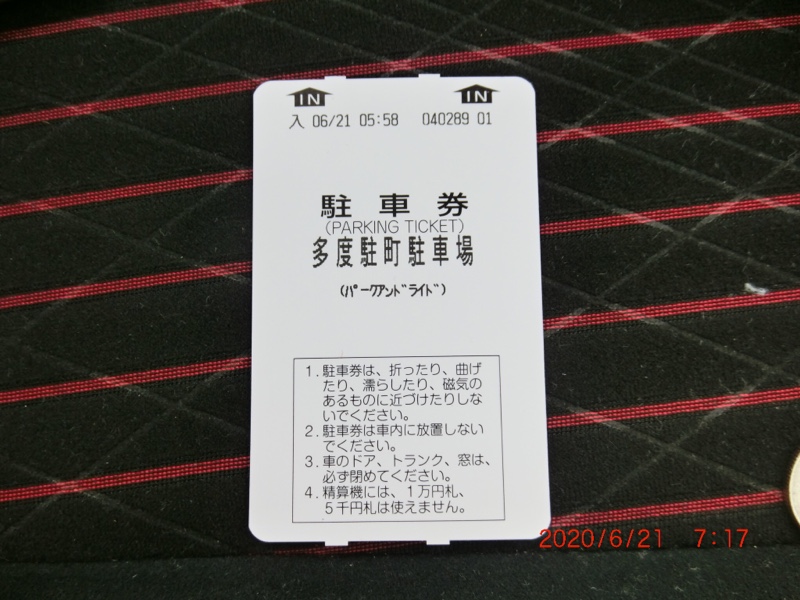 IN IN
入 06/21 05:58 040289 01
駐車券
(PARKING TICKET)
多度駐町駐車場
(パークアンドライド)
1. 駐車券は、折ったり、曲げ
たり、濡らしたり、磁気の
あるものに近づけたりしな
いでください。
2. 駐車券は車内に放置しない
でください。
3. 車のドア、トランク、窓は、
必ず閉めてください。
4. 精算機には、1万円札、
5千円札は使えません。
2020/6/21 7:17